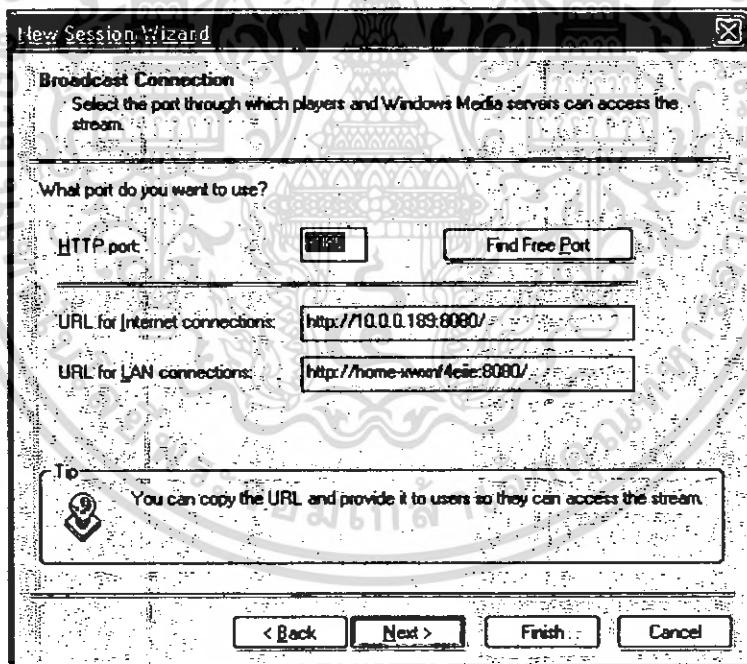 New Session Wizard
Broadcast Connection
Select the port through which players and Windows Media servers can access the
stream.
What port do you want to use?
HTTP port:
Find Free Port
URL for Internet connections: http://10.0.0.189:8080/
URL for LAN connections:
Tip
You can copy the URL and provide it to users so they can access the stream.
< Back Next > Finish Cancel